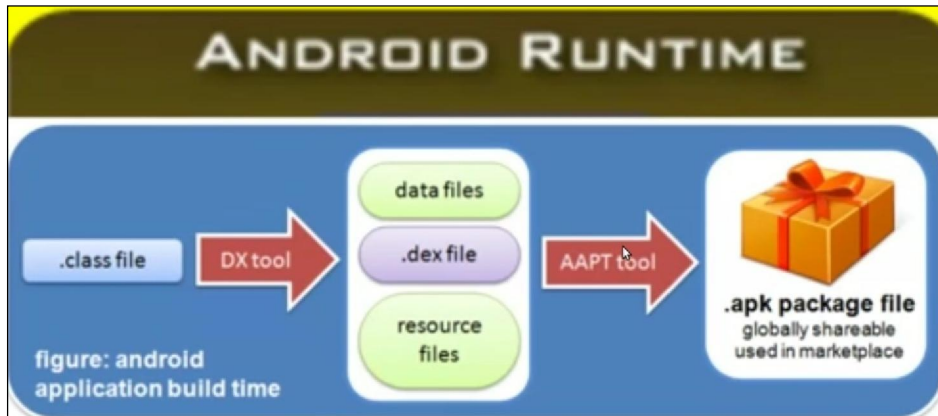 ANDROID RUNTIME
.class file
DX tool
data files
.dex file
resource
files
AAPT tool
.apk package file
globally shareable
used in marketplace
figure: android
application build time